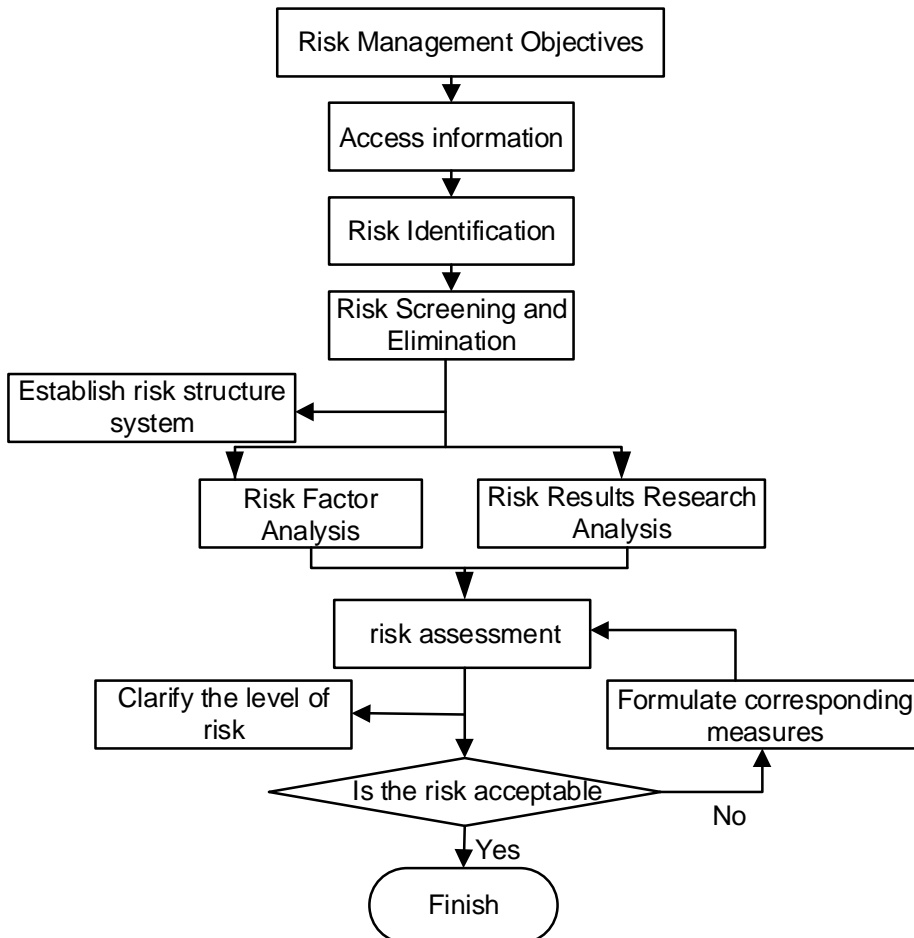 Risk Management Objectives
Access information
Risk Identification
Risk Screening and
Elimination
Establish risk structure
system
Risk Factor
Analysis
Risk Results Research
Analysis
risk assessment
Clarify the level of
risk
Formulate corresponding
measures
Is the risk acceptable
No
Yes
Finish